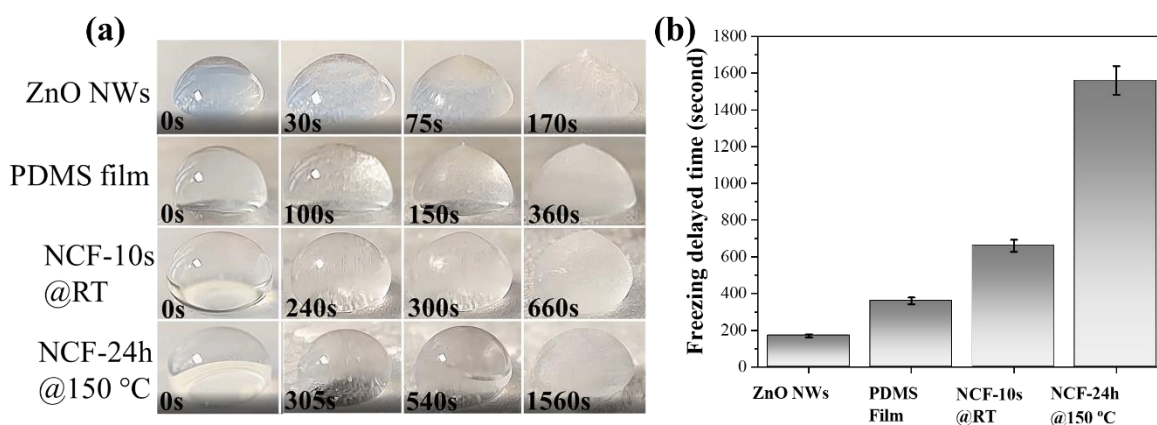 (a)
ZnO NWs
0s 30s 75s 170s
PDMS film
0s 100s 150s 360s
NCF-10s
@RT
0s 240s 300s 660s
NCF-24h
@150 °C
0s 305s 540s 1560s
(b)
Freezing delayed time (second)
1800
1600
1400
1200
1000
800
600
400
200
0
ZnO NWs
PDMS
Film
NCF-10s
@RT
NCF-24h
@150 °C